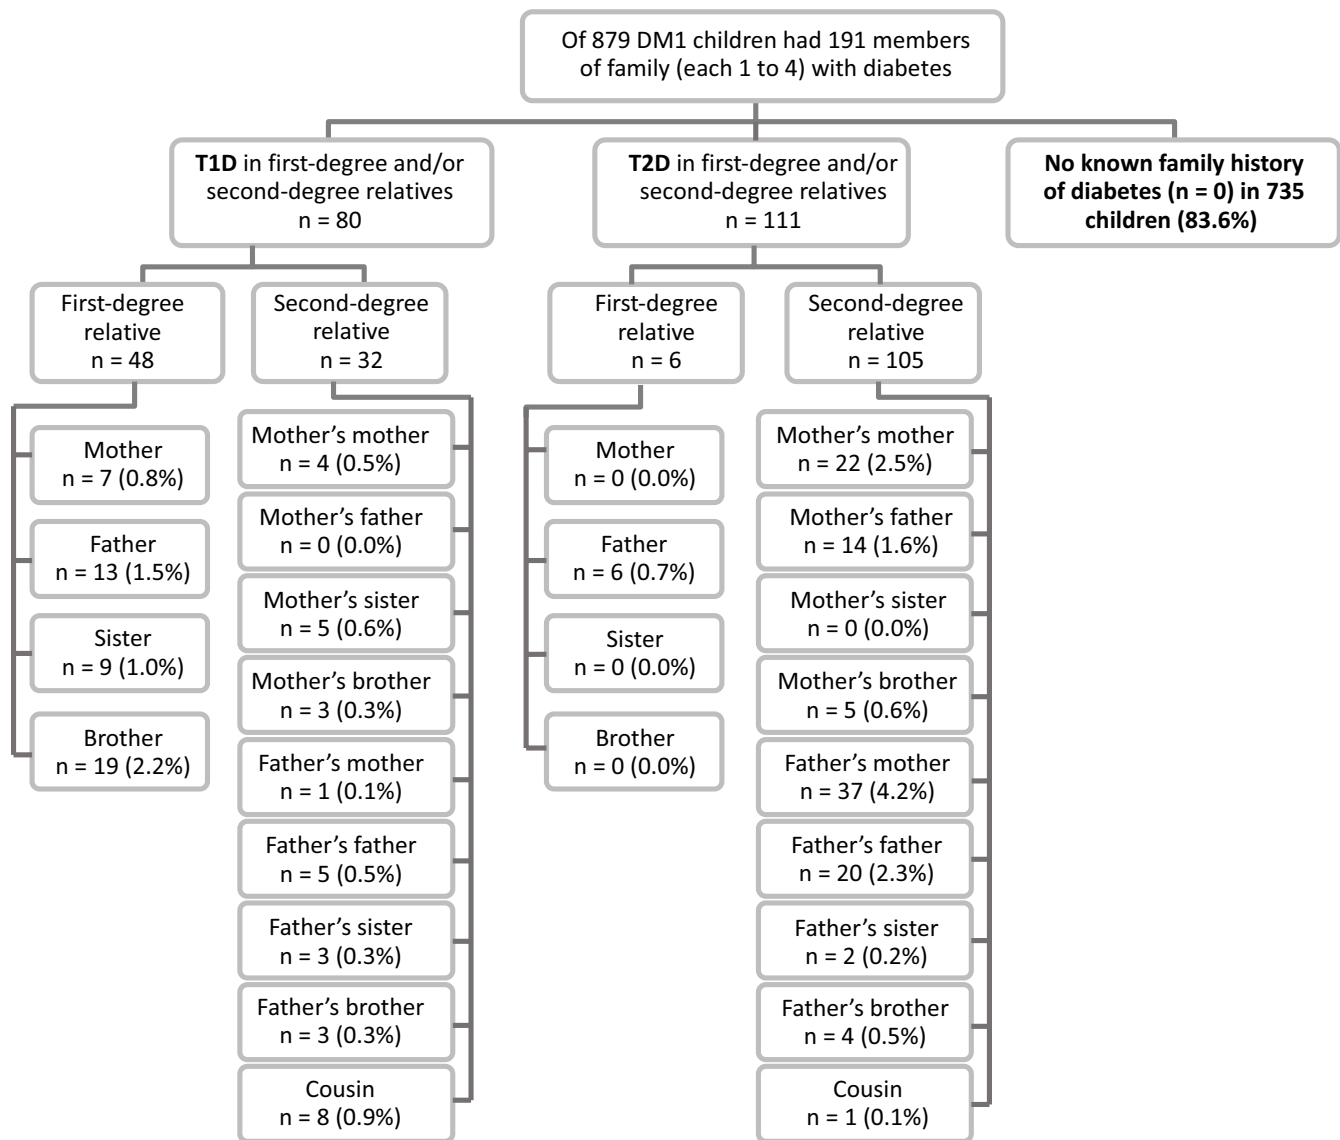 Of 879 DM1 children had 191 members
of family (each 1 to 4) with diabetes
T1D in first-degree and/or
second-degree relatives
n = 80
T2D in first-degree and/or
second-degree relatives
n = 111
No known family history
of diabetes (n = 0) in 735
children (83.6%)
First-degree
relative
n = 48
Second-degree
relative
n = 32
First-degree
relative
n = 6
Second-degree
relative
n = 105
Mother
n = 7 (0.8%)
Father
n = 13 (1.5%)
Sister
n = 9 (1.0%)
Brother
n = 19 (2.2%)
Mother’s mother
n = 4 (0.5%)
Mother’s father
n = 0 (0.0%)
Mother’s sister
n = 5 (0.6%)
Mother’s brother
n = 3 (0.3%)
Father’s mother
n = 1 (0.1%)
Father’s father
n = 5 (0.5%)
Father’s sister
n = 3 (0.3%)
Father’s brother
n = 3 (0.3%)
Cousin
n = 8 (0.9%)
Mother
n = 0 (0.0%)
Father
n = 6 (0.7%)
Sister
n = 0 (0.0%)
Brother
n = 0 (0.0%)
Mother’s mother
n = 22 (2.5%)
Mother’s father
n = 14 (1.6%)
Mother’s sister
n = 0 (0.0%)
Mother’s brother
n = 5 (0.6%)
Father’s mother
n = 37 (4.2%)
Father’s father
n = 20 (2.3%)
Father’s sister
n = 2 (0.2%)
Father’s brother
n = 4 (0.5%)
Cousin
n = 1 (0.1%)